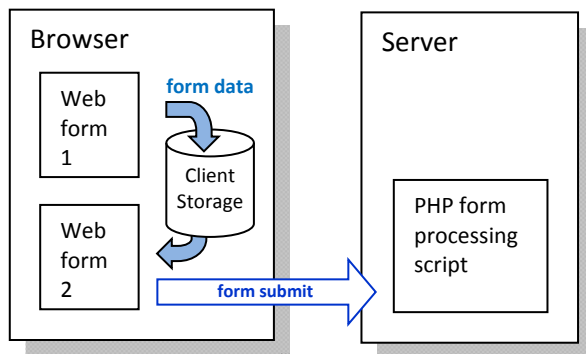 Browser
Web
form
1
form data
Client
Storage
Web
form
2
form submit
Server
PHP form
processing
script